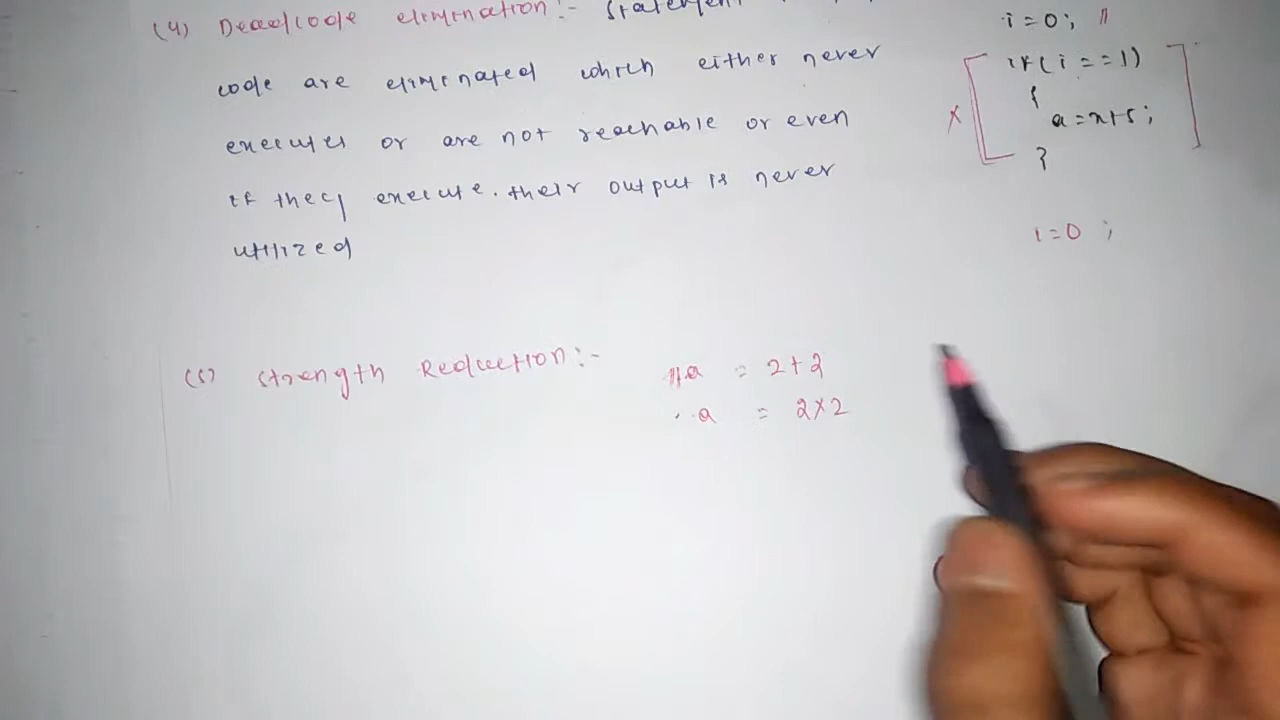 (4) Deadcode elimination :- Statement
code are eliminated which either never
executes or are not reachable or even
if they execute. their output is never
utilized
i = 0 ; //
if ( i == 1 )
{
a = x+5 ;
}
×
i = 0 ;
(5) Strength Reduction :-
a = 2 + 2
a = 2 × 2